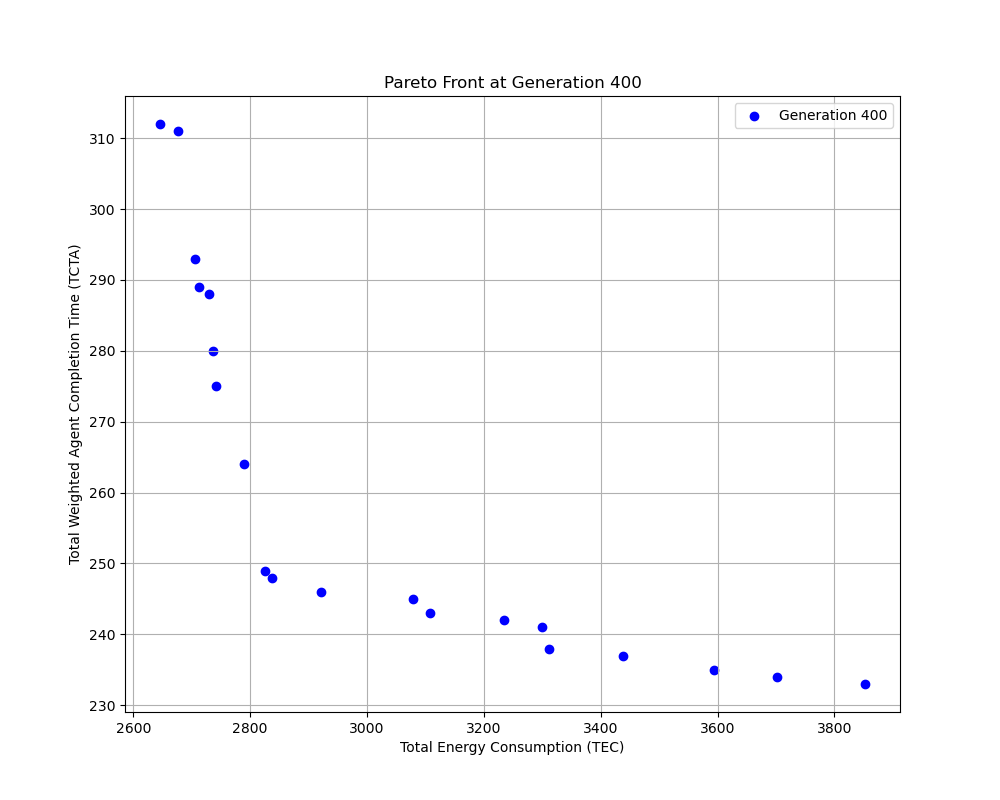 Pareto Front at Generation 400
Generation 400
Total Weighted Agent Completion Time (TCTA)
310
300
290
280
270
260
250
240
230
2600 2800 3000 3200 3400 3600 3800
Total Energy Consumption (TEC)